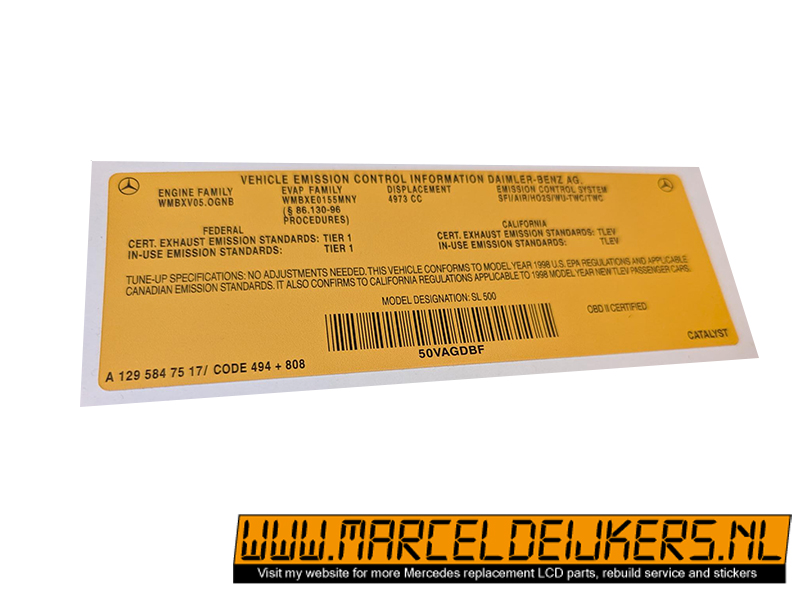 VEHICLE EMISSION CONTROL INFORMATION DAIMLER-BENZ AG.
ENGINE FAMILY EVAP FAMILY DISPLACEMENT EMISSION CONTROL SYSTEM
WMBXV05.OGNB WMBXE0155MNY 4973 CC SFI/AIR/HO2S/WU-TWC/TWC
(§ 86.130-96
PROCEDURES)
FEDERAL CALIFORNIA
CERT. EXHAUST EMISSION STANDARDS: TIER 1 CERT. EXHAUST EMISSION STANDARDS: TLEV
IN-USE EMISSION STANDARDS: TIER 1 IN-USE EMISSION STANDARDS: TLEV
TUNE-UP SPECIFICATIONS: NO ADJUSTMENTS NEEDED. THIS VEHICLE CONFORMS TO MODEL YEAR 1998 U.S. EPA REGULATIONS AND APPLICABLE
CANADIAN EMISSION STANDARDS. IT ALSO CONFIRMS TO CALIFORNIA REGULATIONS APPLICABLE TO 1998 MODEL YEAR NEW TLEV PASSENGER CARS.
MODEL DESIGNATION: SL 500
OBD II CERTIFIED
50VAGDBF
CATALYST
A 129 584 75 17/ CODE 494 + 808
WWW.MARCELDEIJKERS.NL
Visit my website for more Mercedes replacement LCD parts, rebuild service and stickers